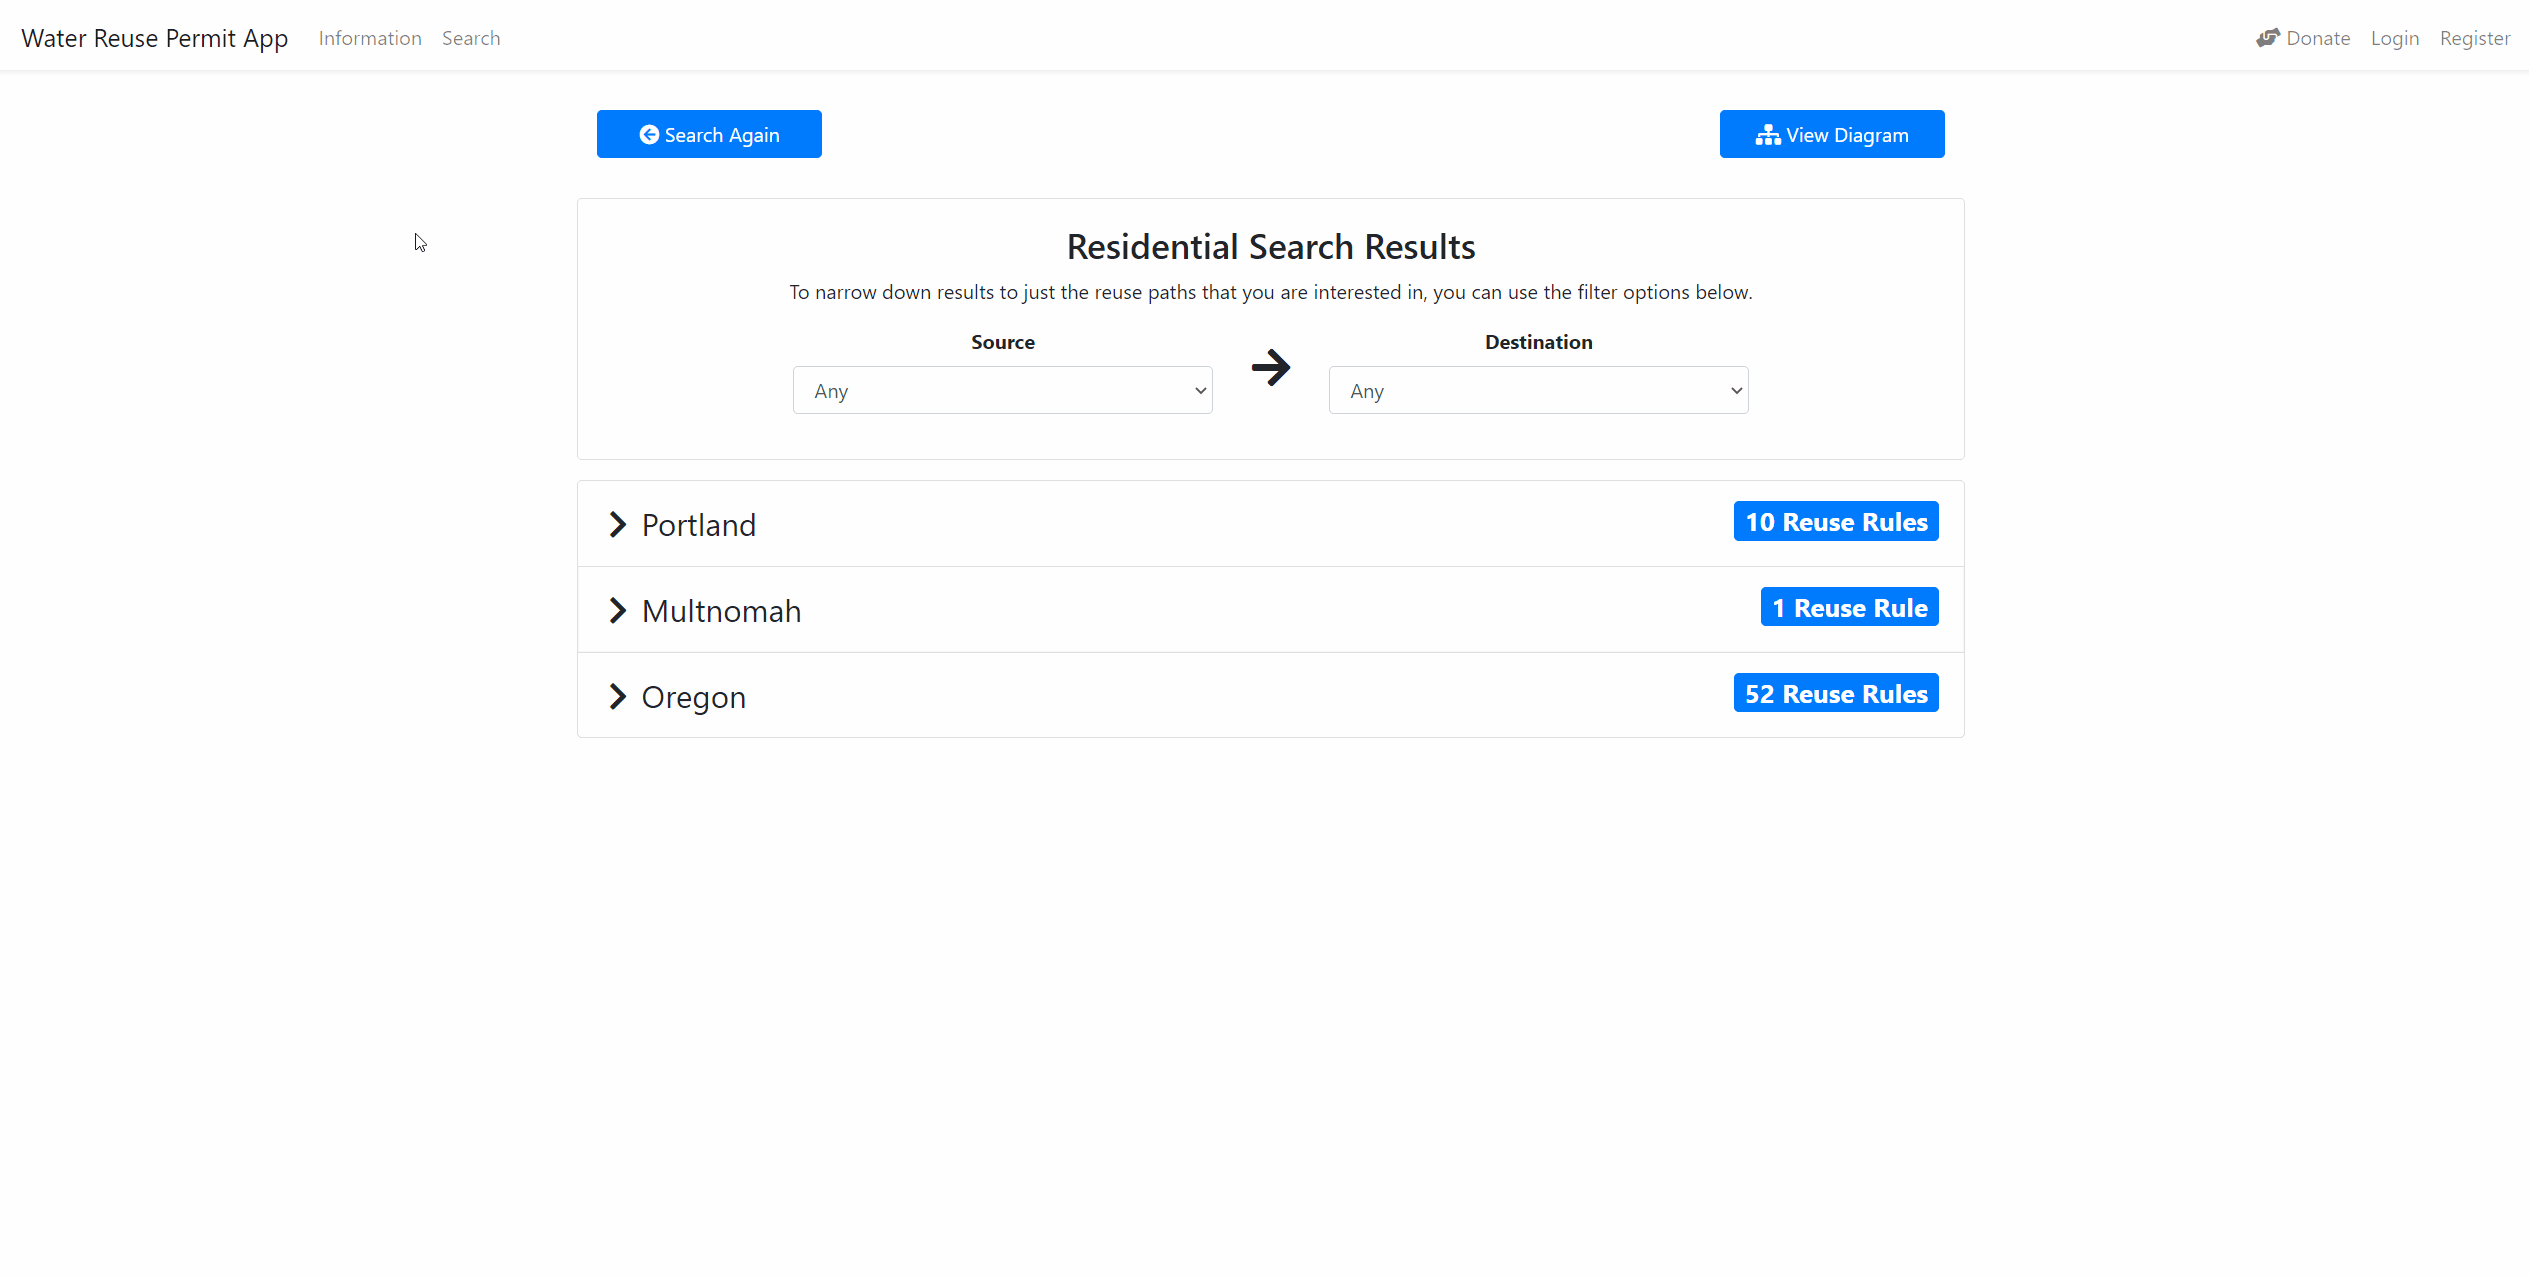 Water Reuse Permit App Information Search Donate Login Register
Search Again View Diagram
Residential Search Results
To narrow down results to just the reuse paths that you are interested in, you can use the filter options below.
Source Destination
Any Any
Portland 10 Reuse Rules
Multnomah 1 Reuse Rule
Oregon 52 Reuse Rules